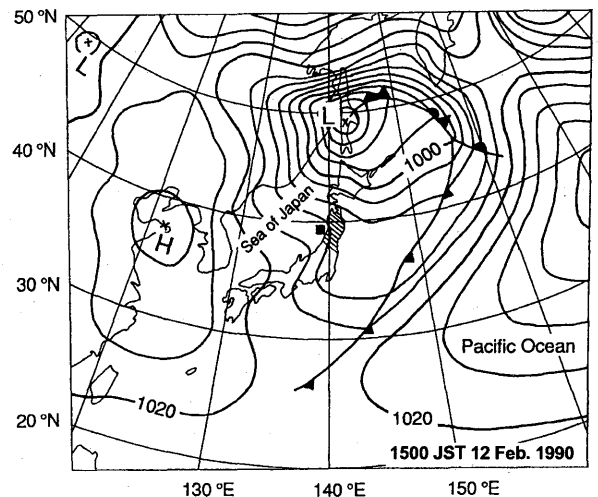 50 °N
L
L
40 °N
1000
Sea of Japan
H
30 °N
Pacific Ocean
1020
1020
20 °N
1500 JST 12 Feb. 1990
130 °E
140 °E
150 °E